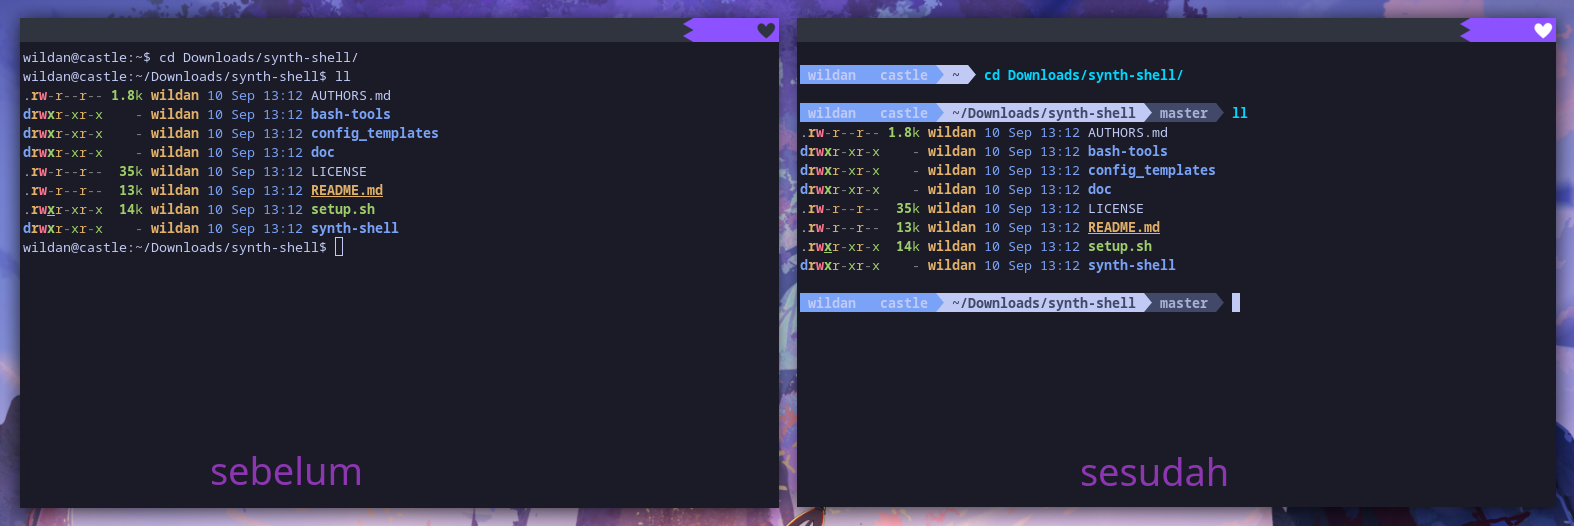 wildan@castle:~$ cd Downloads/synth-shell/
wildan@castle:~/Downloads/synth-shell$ ll
.rw-r--r-- 1.8k wildan 10 Sep 13:12 AUTHORS.md
drwxr-xr-x    - wildan 10 Sep 13:12 bash-tools
drwxr-xr-x    - wildan 10 Sep 13:12 config_templates
drwxr-xr-x    - wildan 10 Sep 13:12 doc
.rw-r--r--  35k wildan 10 Sep 13:12 LICENSE
.rw-r--r--  13k wildan 10 Sep 13:12 README.md
.rwxr-xr-x  14k wildan 10 Sep 13:12 setup.sh
drwxr-xr-x    - wildan 10 Sep 13:12 synth-shell
wildan@castle:~/Downloads/synth-shell$
sebelum
wildan castle ~ cd Downloads/synth-shell/
wildan castle ~/Downloads/synth-shell master ll
.rw-r--r-- 1.8k wildan 10 Sep 13:12 AUTHORS.md
drwxr-xr-x    - wildan 10 Sep 13:12 bash-tools
drwxr-xr-x    - wildan 10 Sep 13:12 config_templates
drwxr-xr-x    - wildan 10 Sep 13:12 doc
.rw-r--r--  35k wildan 10 Sep 13:12 LICENSE
.rw-r--r--  13k wildan 10 Sep 13:12 README.md
.rwxr-xr-x  14k wildan 10 Sep 13:12 setup.sh
drwxr-xr-x    - wildan 10 Sep 13:12 synth-shell
wildan castle ~/Downloads/synth-shell master
sesudah